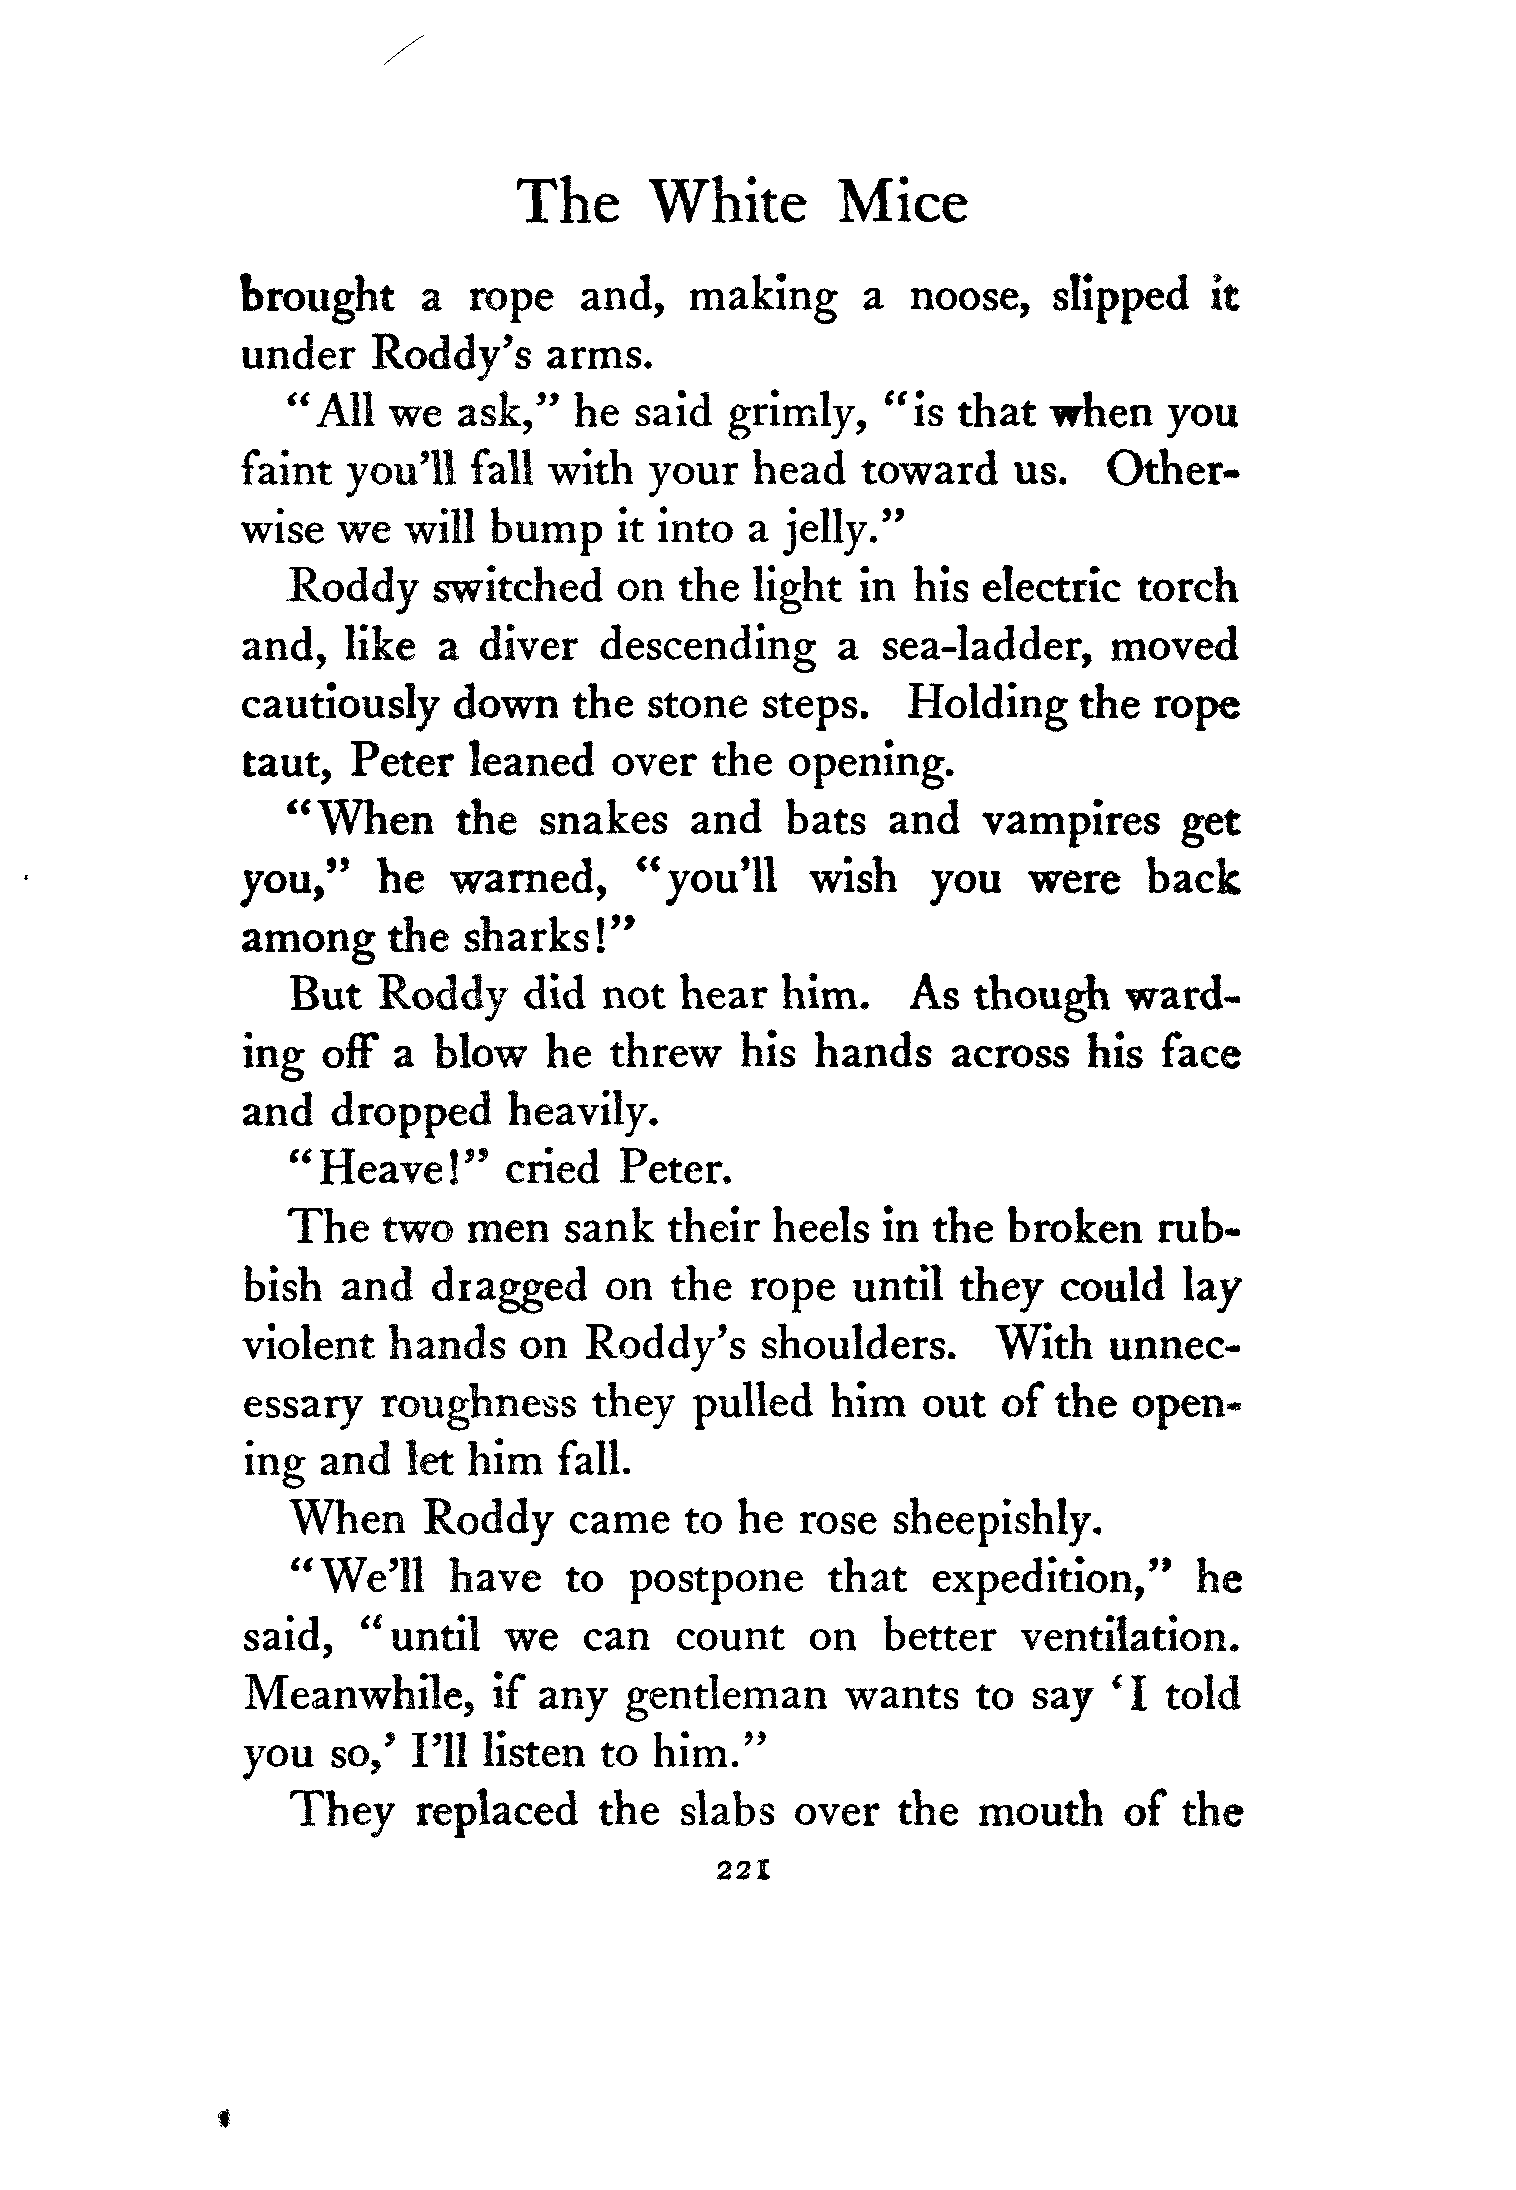 The White Mice
brought a rope and, making a noose, slipped it
under Roddy's arms.
"All we ask," he said grimly, "is that when you
faint you'll fall with your head toward us. Other-
wise we will bump it into a jelly."
Roddy switched on the light in his electric torch
and, like a diver descending a sea-ladder, moved
cautiously down the stone steps. Holding the rope
taut, Peter leaned over the opening.
"When the snakes and bats and vampires get
you," he warned, "you'll wish you were back
among the sharks!"
But Roddy did not hear him. As though ward-
ing off a blow he threw his hands across his face
and dropped heavily.
"Heave!" cried Peter.
The two men sank their heels in the broken rub-
bish and dragged on the rope until they could lay
violent hands on Roddy's shoulders. With unnec-
essary roughness they pulled him out of the open-
ing and let him fall.
When Roddy came to he rose sheepishly.
"We'll have to postpone that expedition," he
said, "until we can count on better ventilation.
Meanwhile, if any gentleman wants to say 'I told
you so,' I'll listen to him."
They replaced the slabs over the mouth of the
221